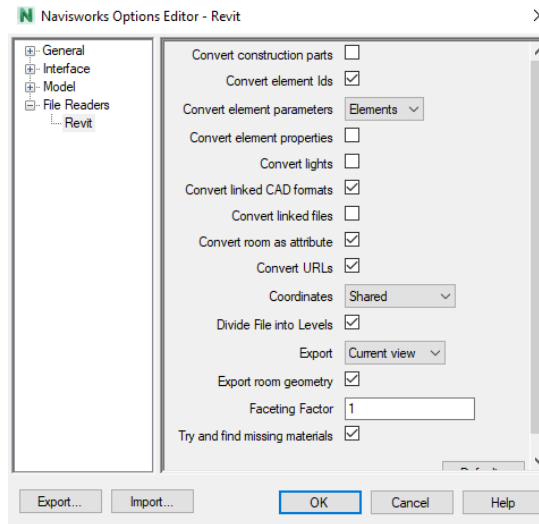 Navisworks Options Editor - Revit
General
Interface
Model
File Readers
Revit
Convert construction parts
Convert element Ids
Convert element parameters Elements
Convert element properties
Convert lights
Convert linked CAD formats
Convert linked files
Convert room as attribute
Convert URLs
Coordinates Shared
Divide File into Levels
Export Current view
Export room geometry
Faceting Factor 1
Try and find missing materials
Export... Import... OK Cancel Help